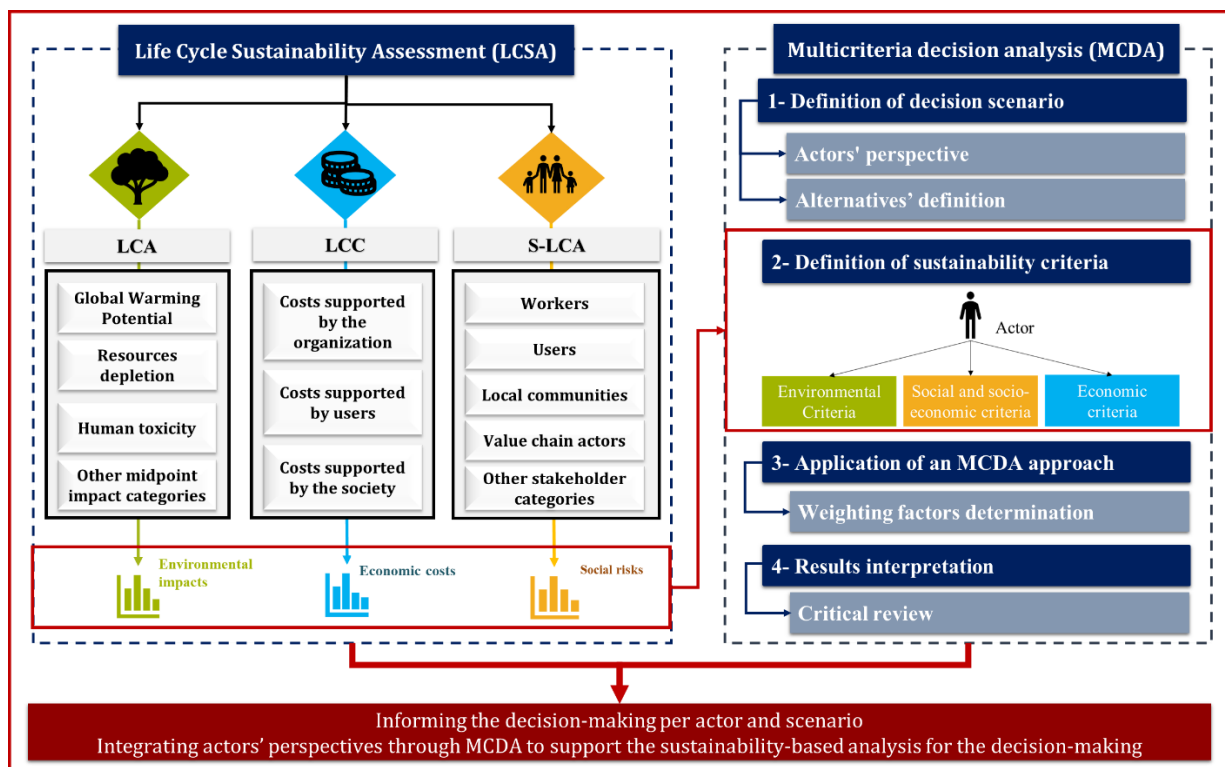 Life Cycle Sustainability Assessment (LCSA)
LCA
Global Warming
Potential
Resources
depletion
Human toxicity
Other midpoint
impact categories
Environmental
impacts
LCC
Costs supported
by the
organization
Costs supported
by users
Costs supported
by the society
Economic costs
S-LCA
Workers
Users
Local communities
Value chain actors
Other stakeholder
categories
Social risks
Multicriteria decision analysis (MCDA)
1- Definition of decision scenario
Actors' perspective
Alternatives’ definition
2- Definition of sustainability criteria
Actor
Environmental
Criteria
Social and socio-
economic criteria
Economic
criteria
3- Application of an MCDA approach
Weighting factors determination
4- Results interpretation
Critical review
Informing the decision-making per actor and scenario
Integrating actors’ perspectives through MCDA to support the sustainability-based analysis for the decision-making